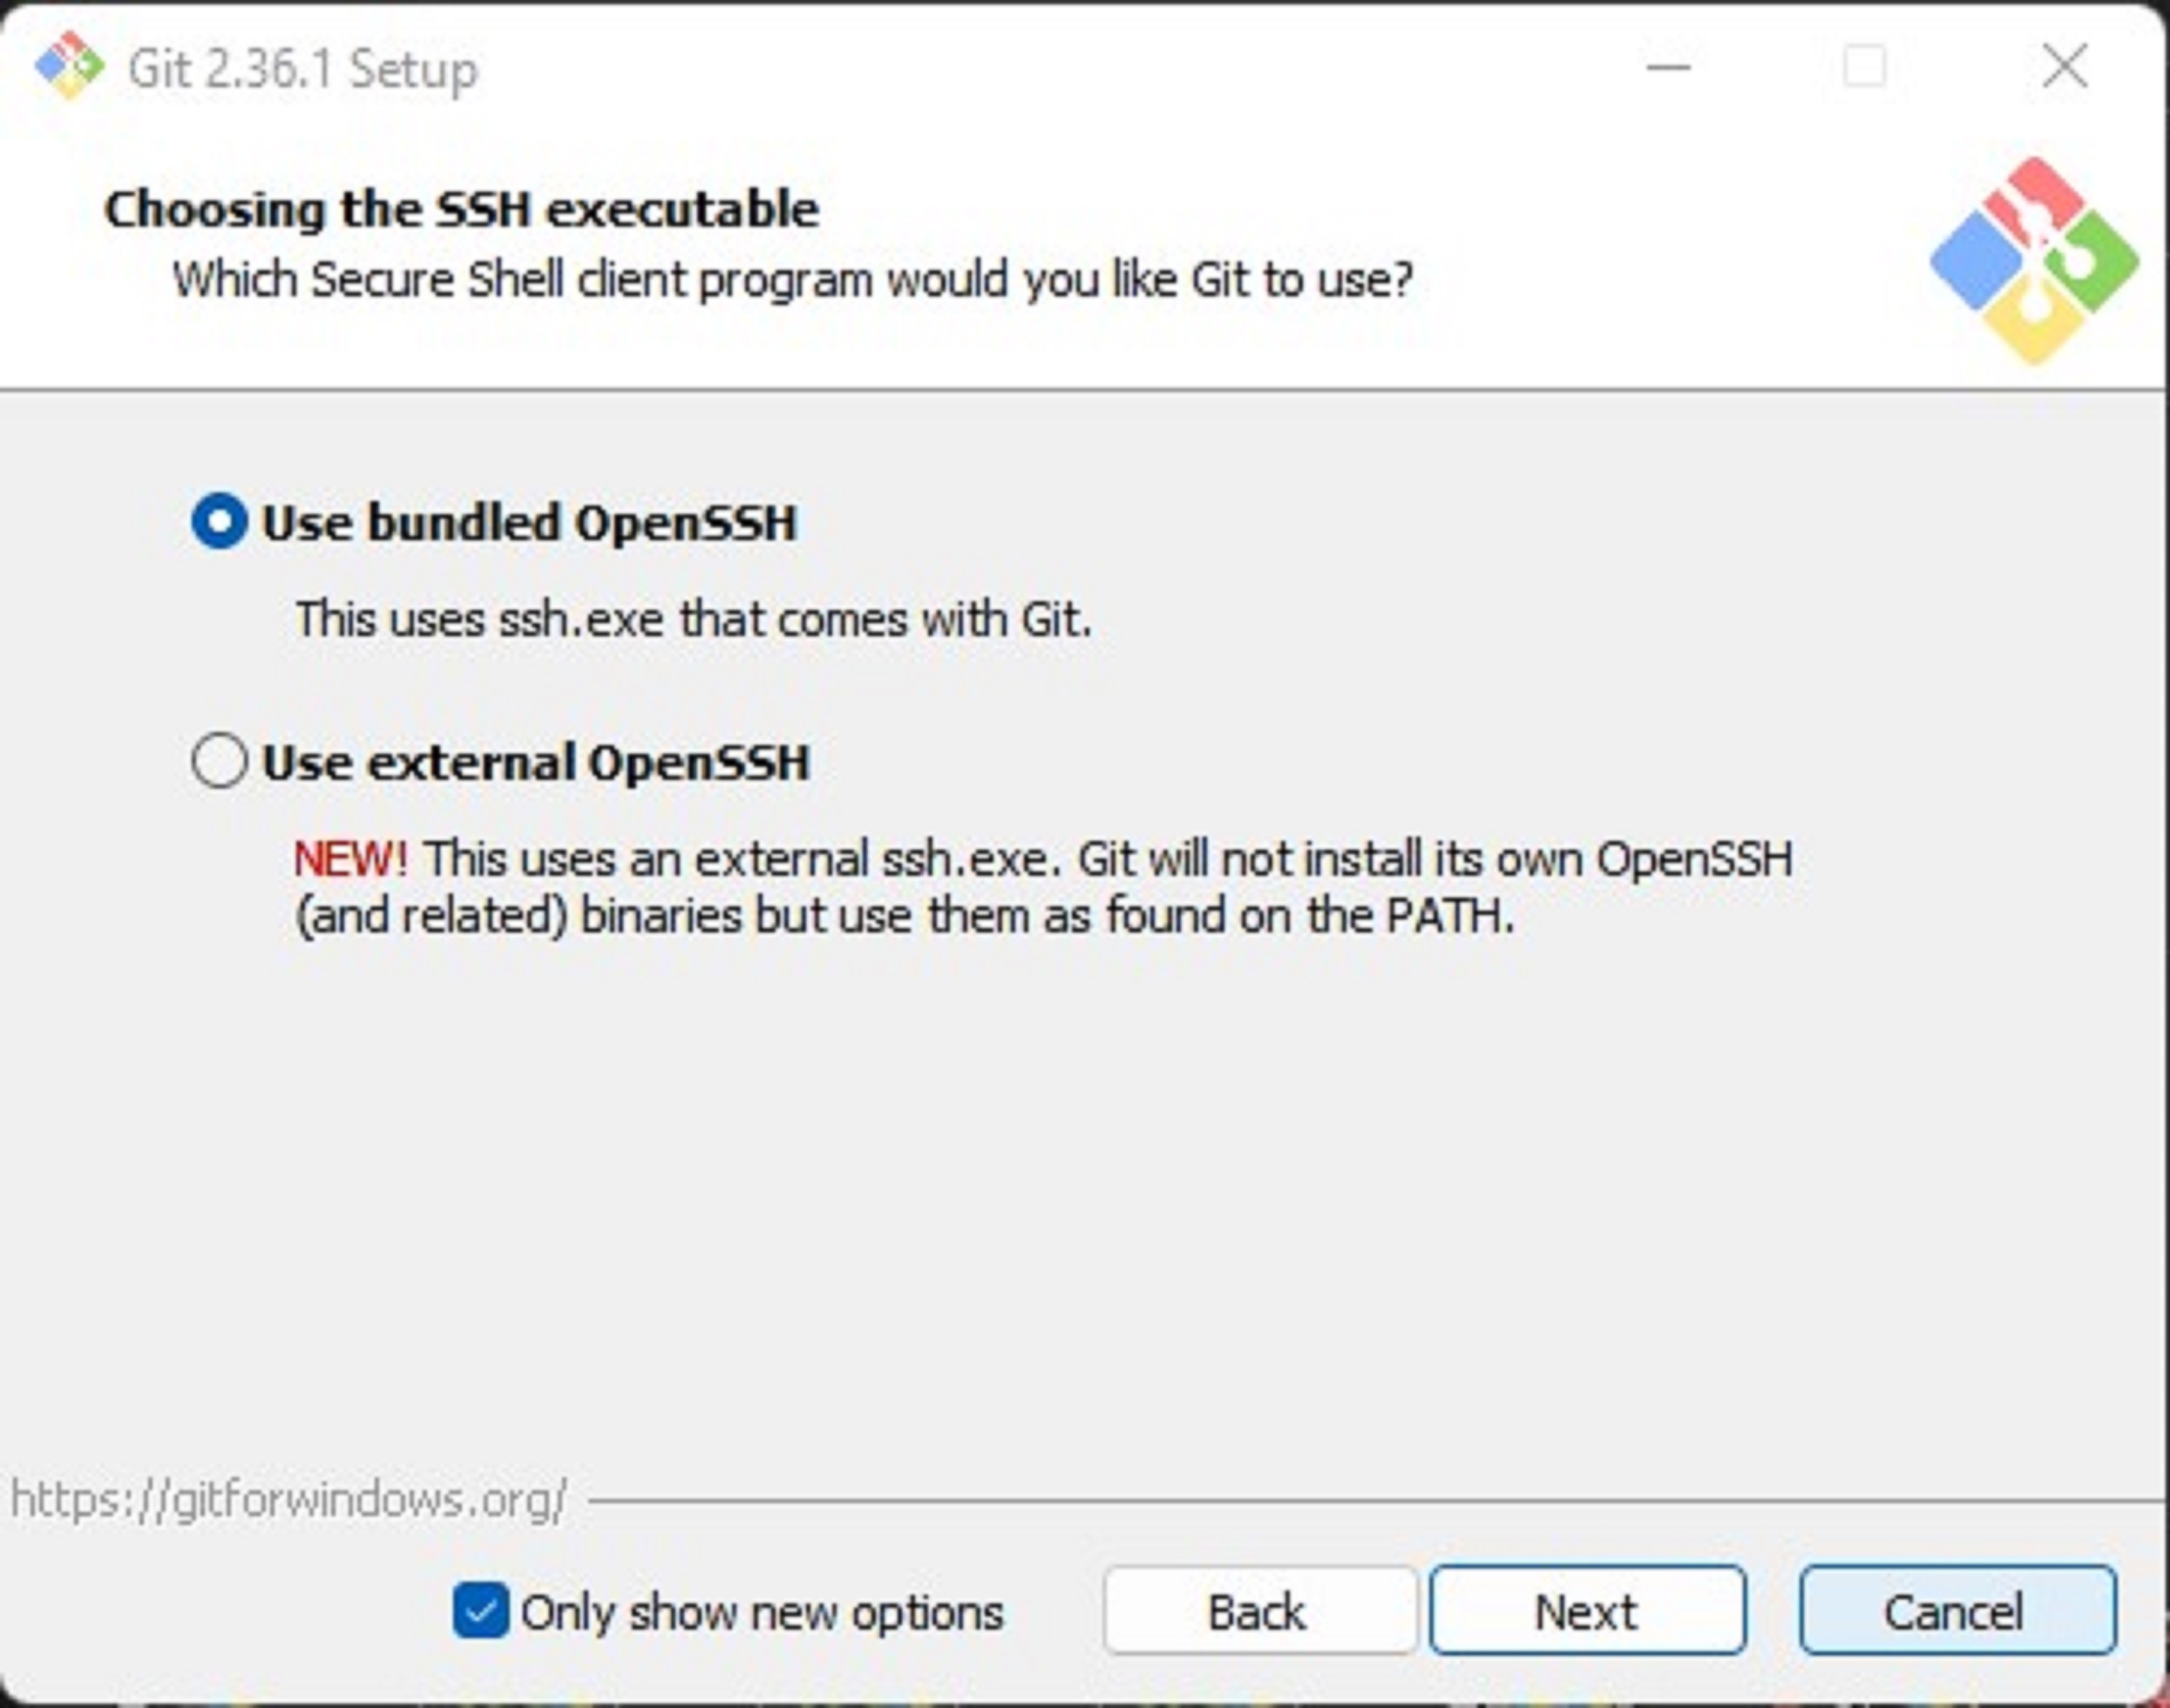 Git 2.36.1 Setup
Choosing the SSH executable
Which Secure Shell client program would you like Git to use?
Use bundled OpenSSH
This uses ssh.exe that comes with Git.
Use external OpenSSH
NEW! This uses an external ssh.exe. Git will not install its own OpenSSH
(and related) binaries but use them as found on the PATH.
https://gitforwindows.org/
Only show new options
Back
Next
Cancel